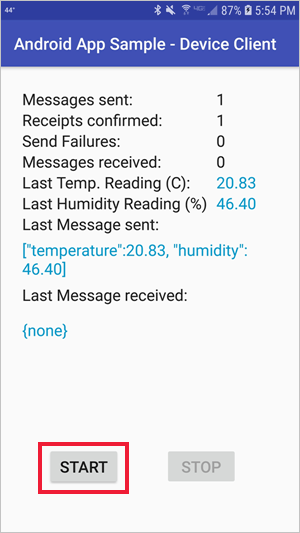 44° 87% 5:54 PM
Android App Sample - Device Client
Messages sent: 1
Receipts confirmed: 1
Send Failures: 0
Messages received: 0
Last Temp. Reading (C): 20.83
Last Humidity Reading (%) 46.40
Last Message sent:
["temperature":20.83, "humidity":
46.40]
Last Message received:
{none}
START STOP